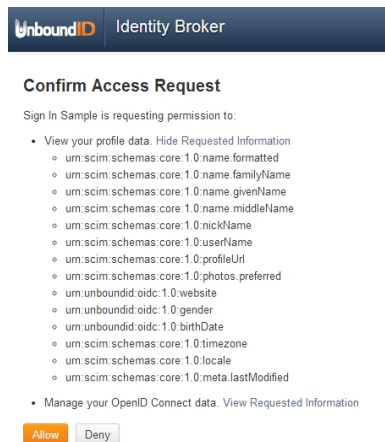 UnboundID Identity Broker
Confirm Access Request
Sign In Sample is requesting permission to:
• View your profile data. Hide Requested Information
urn:scim:schemas:core:1.0:name.formatted
urn:scim:schemas:core:1.0:name.familyName
urn:scim:schemas:core:1.0:name.givenName
urn:scim:schemas:core:1.0:name.middleName
urn:scim:schemas:core:1.0:nickName
urn:scim:schemas:core:1.0:userName
urn:scim:schemas:core:1.0:profileUrl
urn:scim:schemas:core:1.0:photos.preferred
urn:unboundid:oidc:1.0:website
urn:unboundid:oidc:1.0:gender
urn:unboundid:oidc:1.0:birthDate
urn:scim:schemas:core:1.0:timezone
urn:scim:schemas:core:1.0:locale
urn:scim:schemas:core:1.0:meta.lastModified
• Manage your OpenID Connect data. View Requested Information
Allow Deny